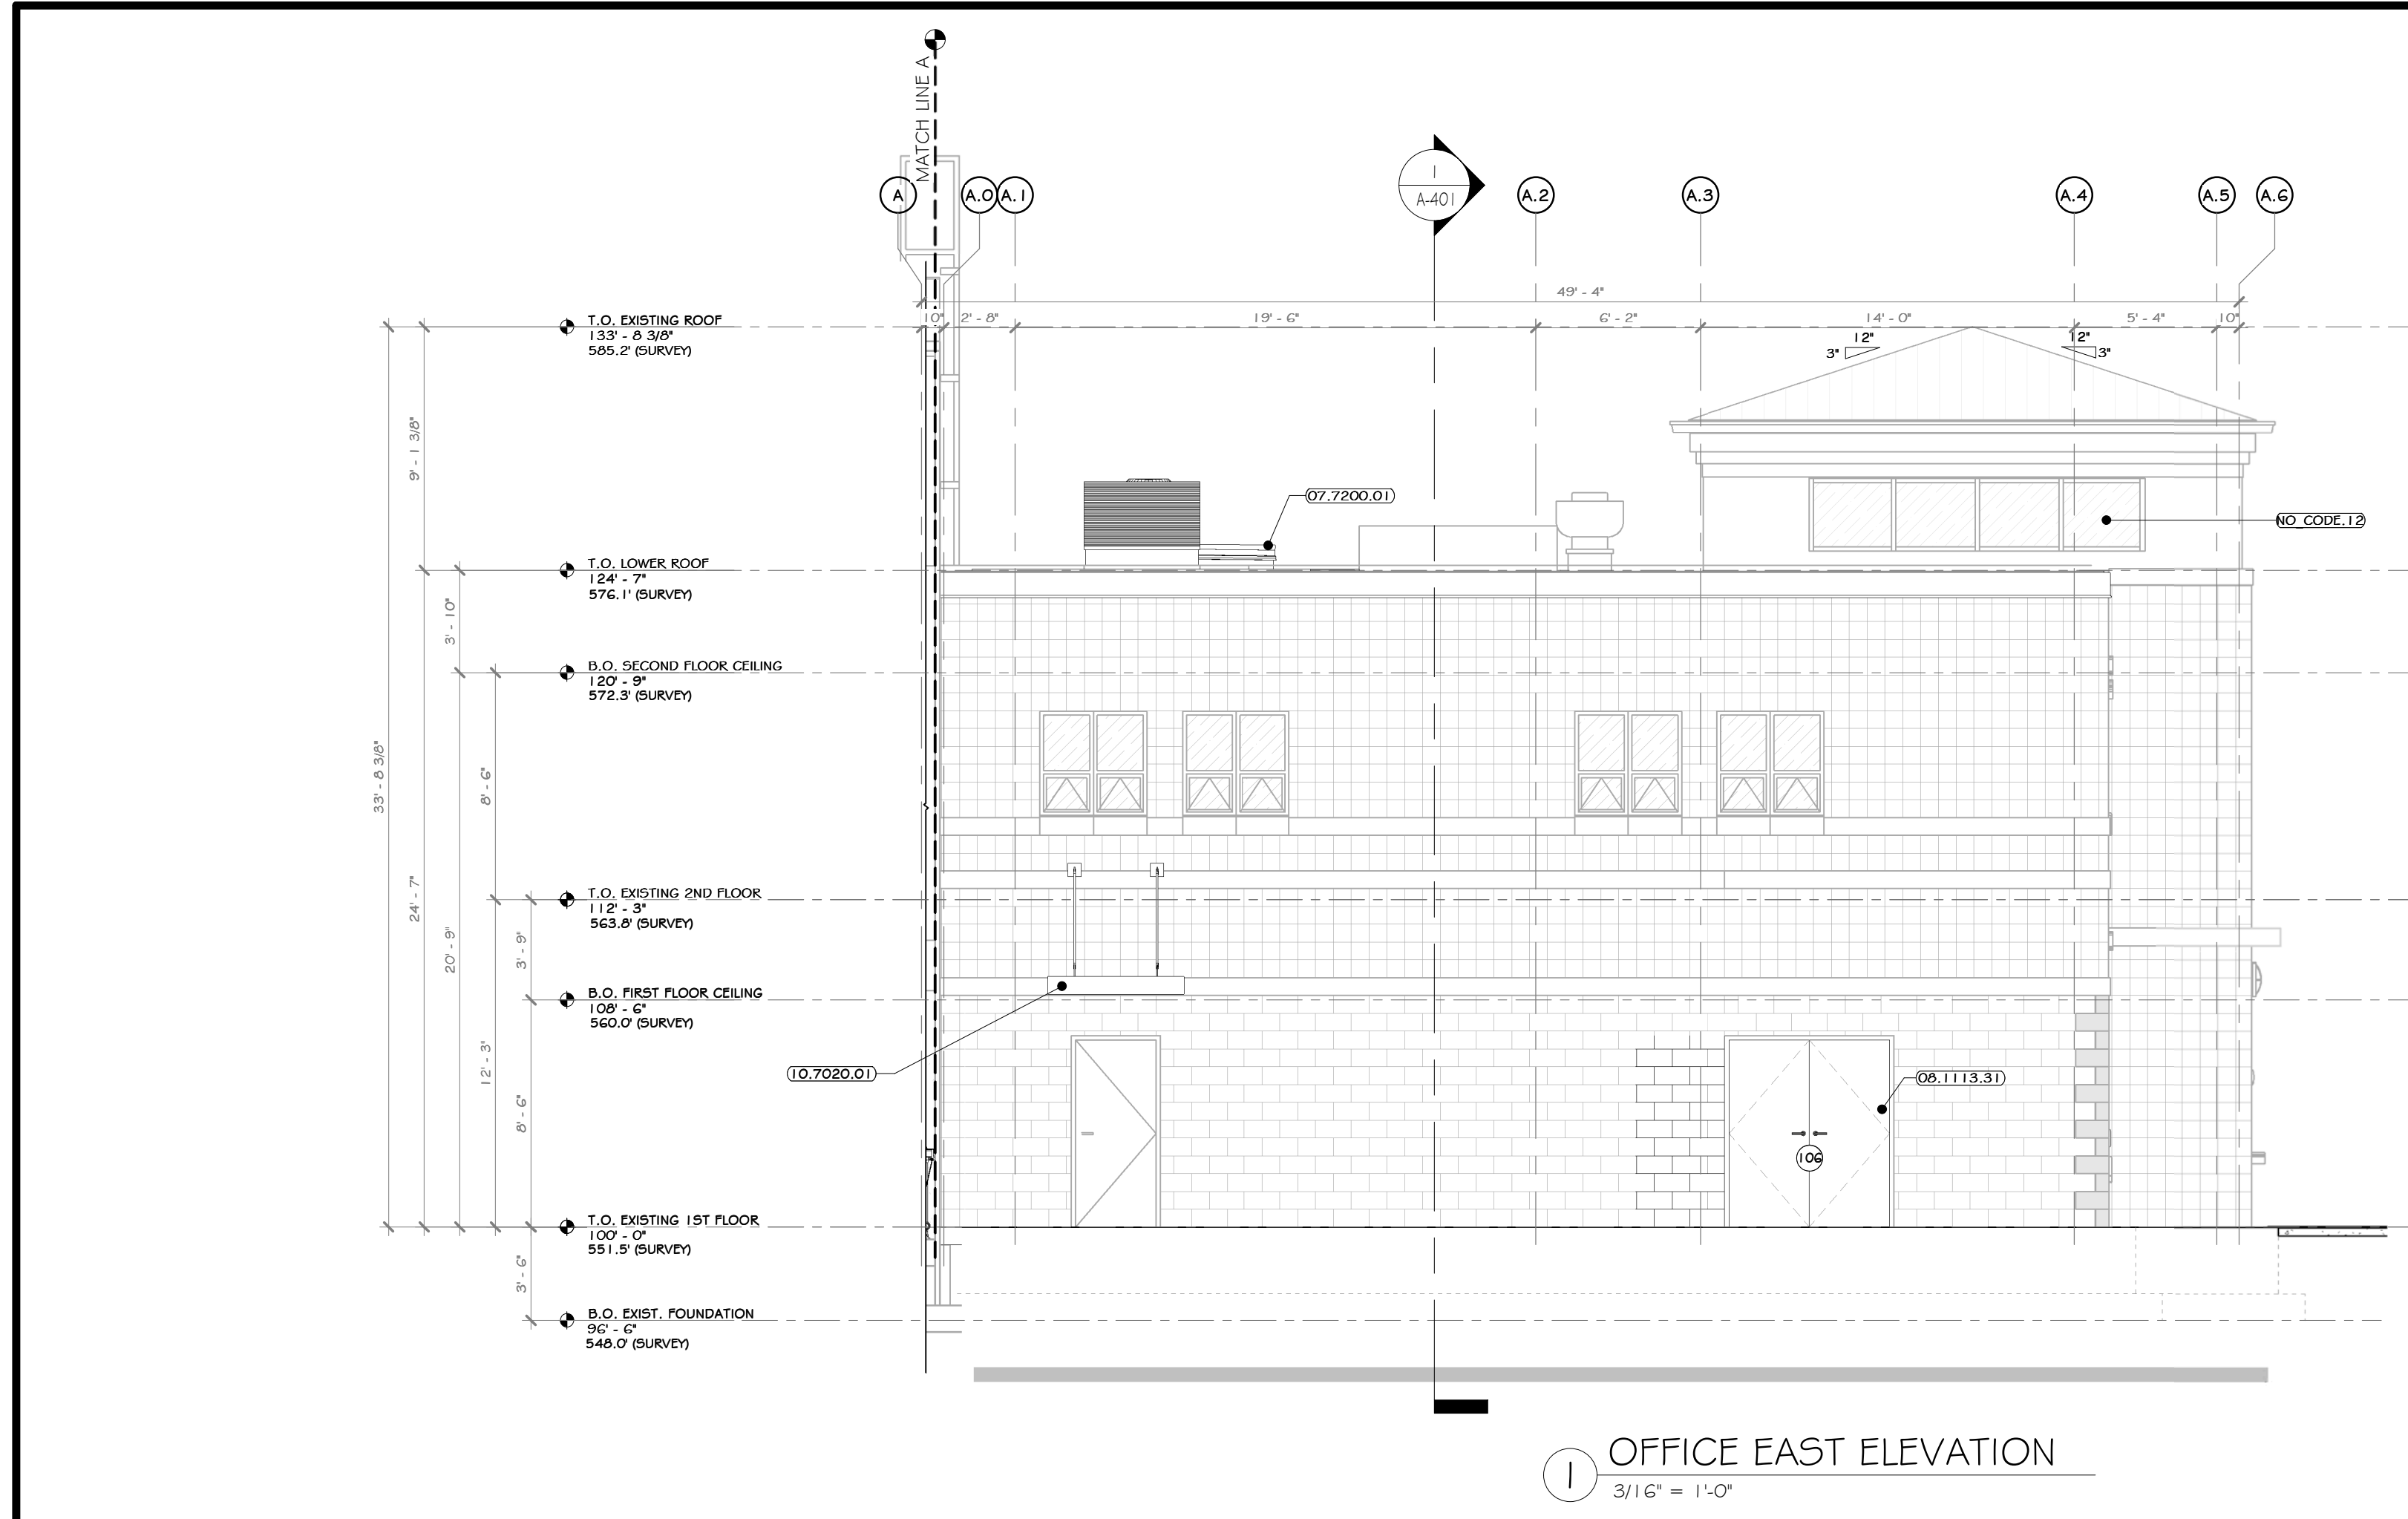 MATCH LINE A
A
A.0
A.1
1
A-401
A.2
A.3
A.4
A.5
A.6
49' - 4"
10"
2' - 8"
19' - 6"
6' - 2"
14' - 0"
5' - 4"
10"
12"
3"
12"
3"
T.O. EXISTING ROOF
133' - 8 3/8"
585.2' (SURVEY)
9' - 1 3/8"
07.7200.01
NO_CODE.12
T.O. LOWER ROOF
124' - 7"
576.1' (SURVEY)
3' - 10"
B.O. SECOND FLOOR CEILING
120' - 9"
572.3' (SURVEY)
33' - 8 3/8"
8' - 6"
24' - 7"
20' - 9"
T.O. EXISTING 2ND FLOOR
112' - 3"
563.8' (SURVEY)
3' - 9"
B.O. FIRST FLOOR CEILING
108' - 6"
560.0' (SURVEY)
12' - 3"
8' - 6"
10.7020.01
08.1113.31
106
T.O. EXISTING 1ST FLOOR
100' - 0"
551.5' (SURVEY)
3' - 6"
B.O. EXIST. FOUNDATION
96' - 6"
548.0' (SURVEY)
1
OFFICE EAST ELEVATION
3/16" = 1'-0"